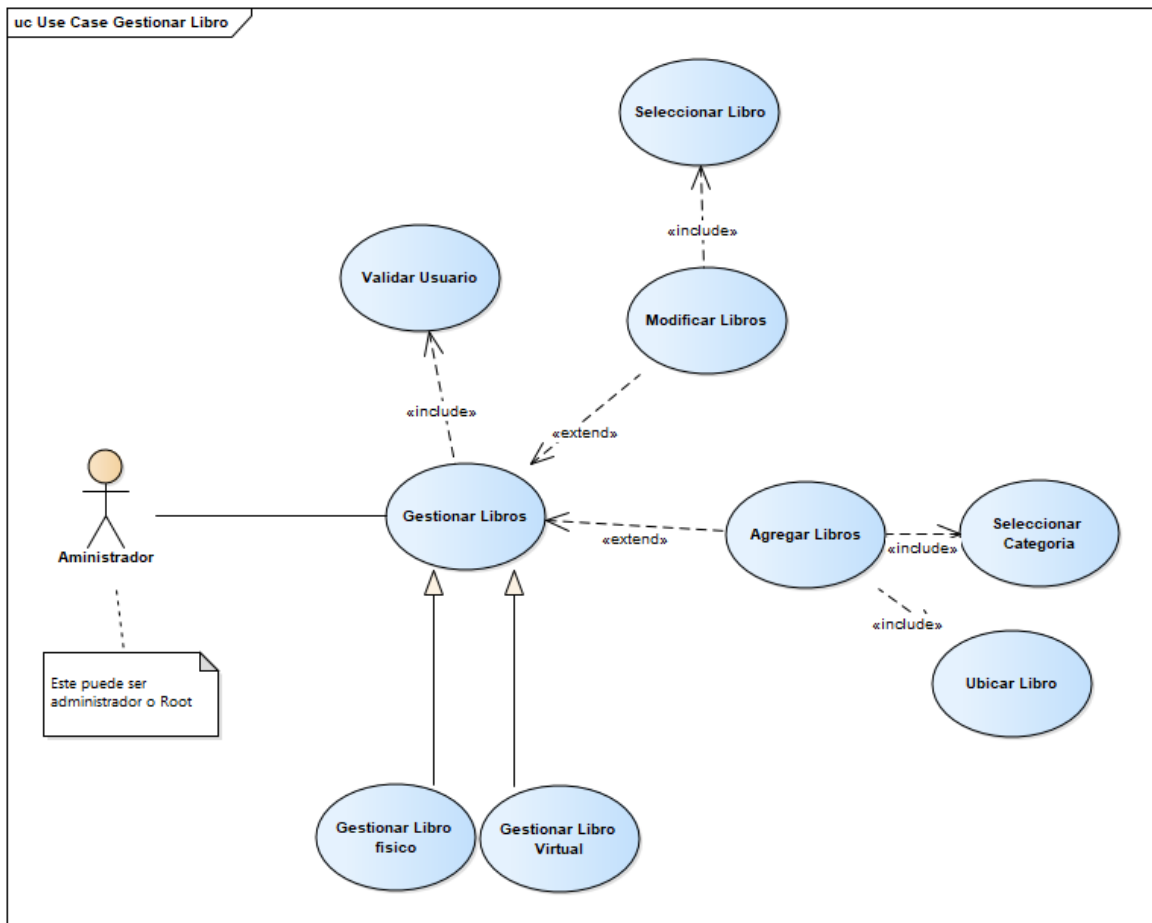 uc Use Case Gestionar Libro
Seleccionar Libro
«include»
Validar Usuario
Modificar Libros
«include»
«extend»
Gestionar Libros
«extend»
Agregar Libros
«include»
Seleccionar
Categoria
«include»
Ubicar Libro
Aministrador
Este puede ser
administrador o Root
Gestionar Libro
fisico
Gestionar Libro
Virtual